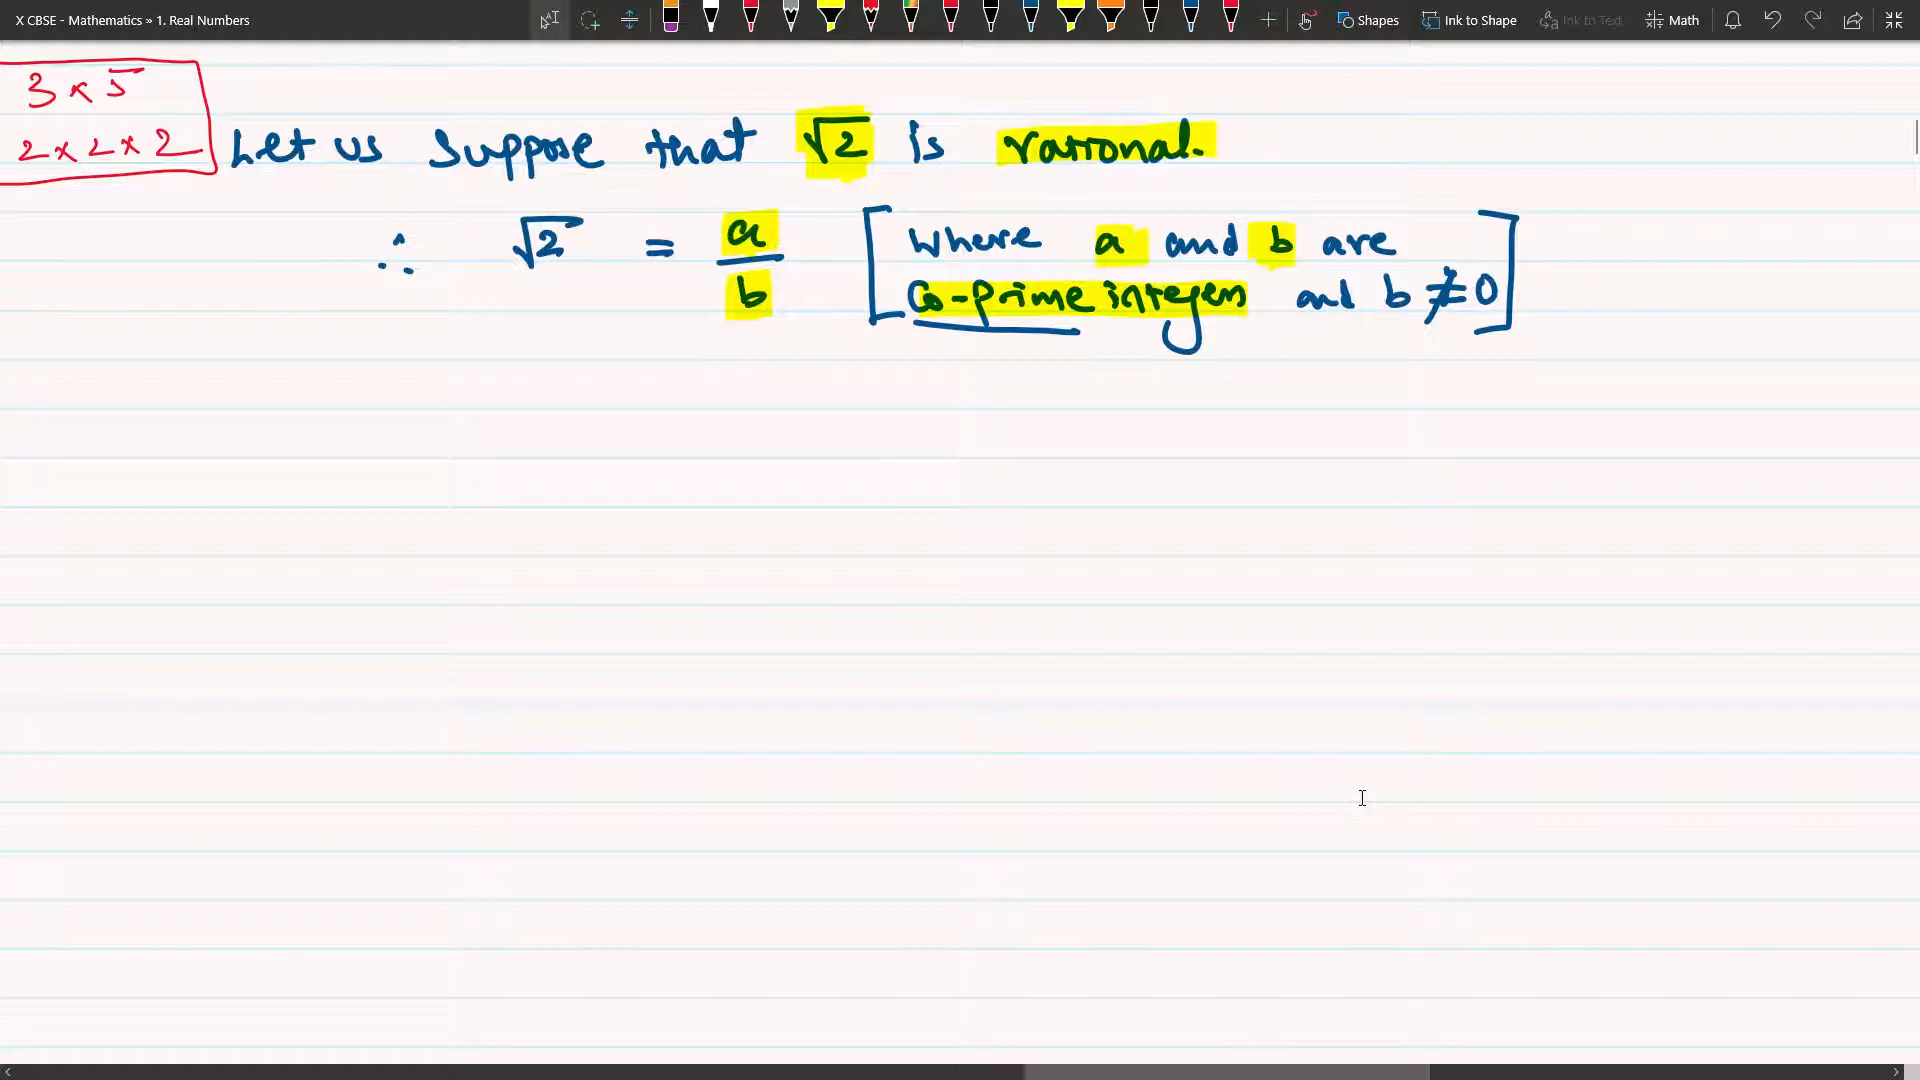 X CBSE - Mathematics » 1. Real Numbers
Shapes
Ink to Shape
Ink to Text
Math
3 × 5
2 × 2 × 2
Let us suppose that √2 is rational.
∴ √2 = a/b [where a and b are
co-prime integers and b ≠ 0]